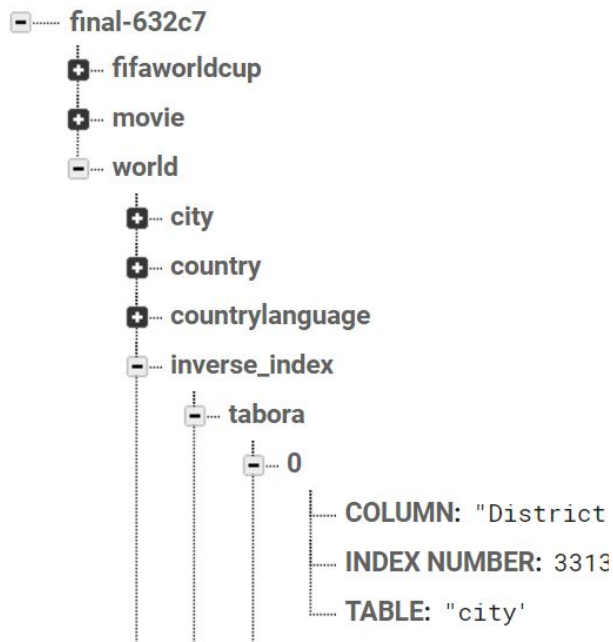 final-632c7
fifaworldcup
movie
world
city
country
countrylanguage
inverse_index
tabora
0
COLUMN: "District
INDEX NUMBER: 3313
TABLE: "city'